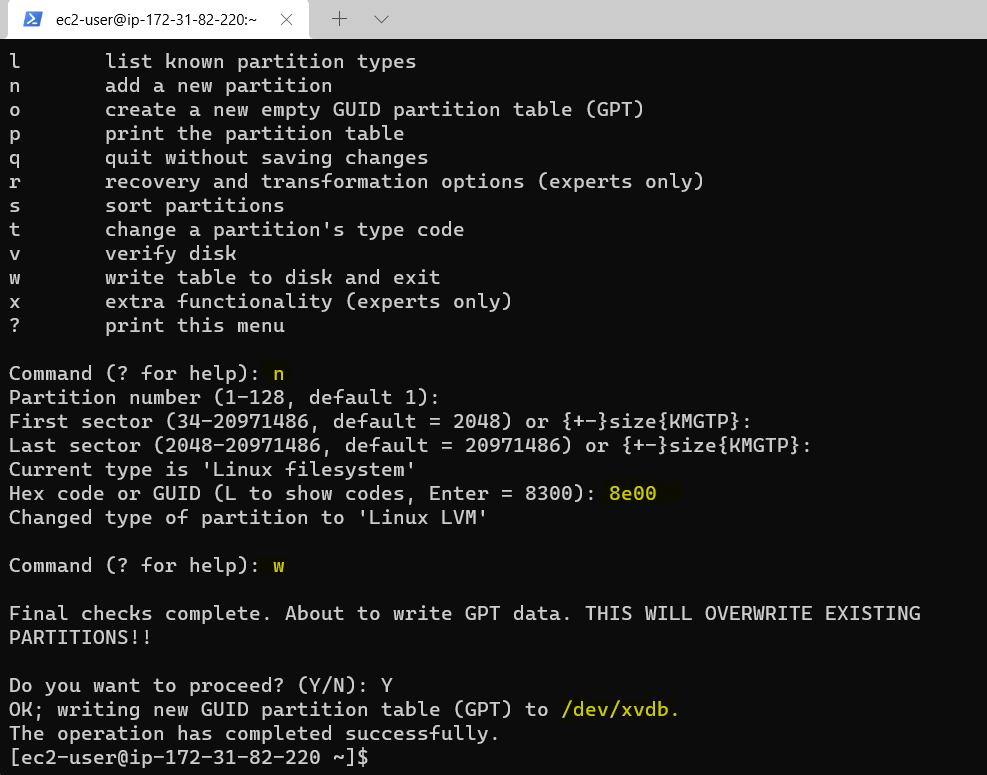 ec2-user@ip-172-31-82-220:~
l list known partition types
n add a new partition
o create a new empty GUID partition table (GPT)
p print the partition table
q quit without saving changes
r recovery and transformation options (experts only)
s sort partitions
t change a partition's type code
v verify disk
w write table to disk and exit
x extra functionality (experts only)
? print this menu
Command (? for help): n
Partition number (1-128, default 1):
First sector (34-20971486, default = 2048) or {+-}size{KMGTP}:
Last sector (2048-20971486, default = 20971486) or {+-}size{KMGTP}:
Current type is 'Linux filesystem'
Hex code or GUID (L to show codes, Enter = 8300): 8e00
Changed type of partition to 'Linux LVM'
Command (? for help): w
Final checks complete. About to write GPT data. THIS WILL OVERWRITE EXISTING
PARTITIONS!!
Do you want to proceed? (Y/N): Y
OK; writing new GUID partition table (GPT) to /dev/xvdb.
The operation has completed successfully.
[ec2-user@ip-172-31-82-220 ~]$